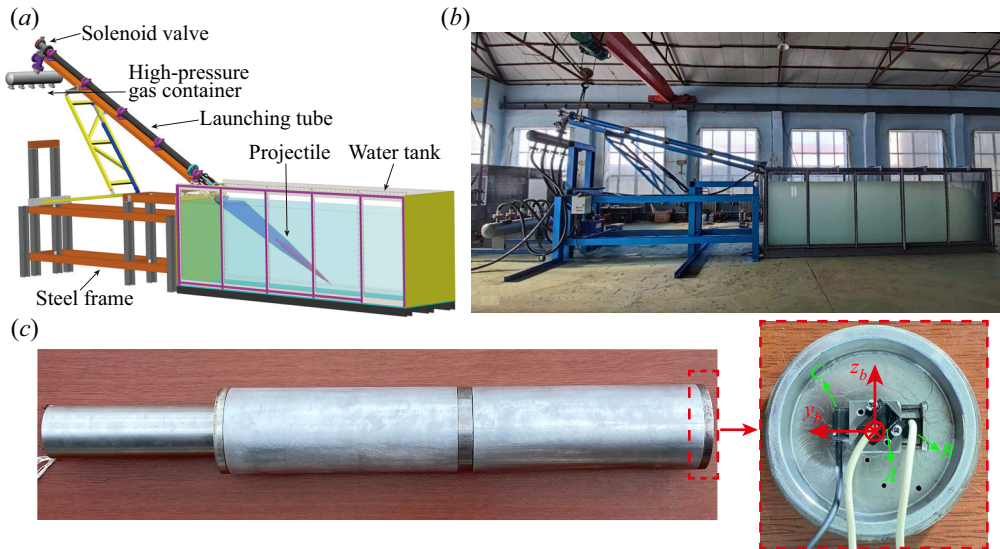 (a)
Solenoid valve
High-pressure
gas container
Launching tube
Projectile
Water tank
Steel frame
(b)
(c)
z_b
y_b
C
B
A